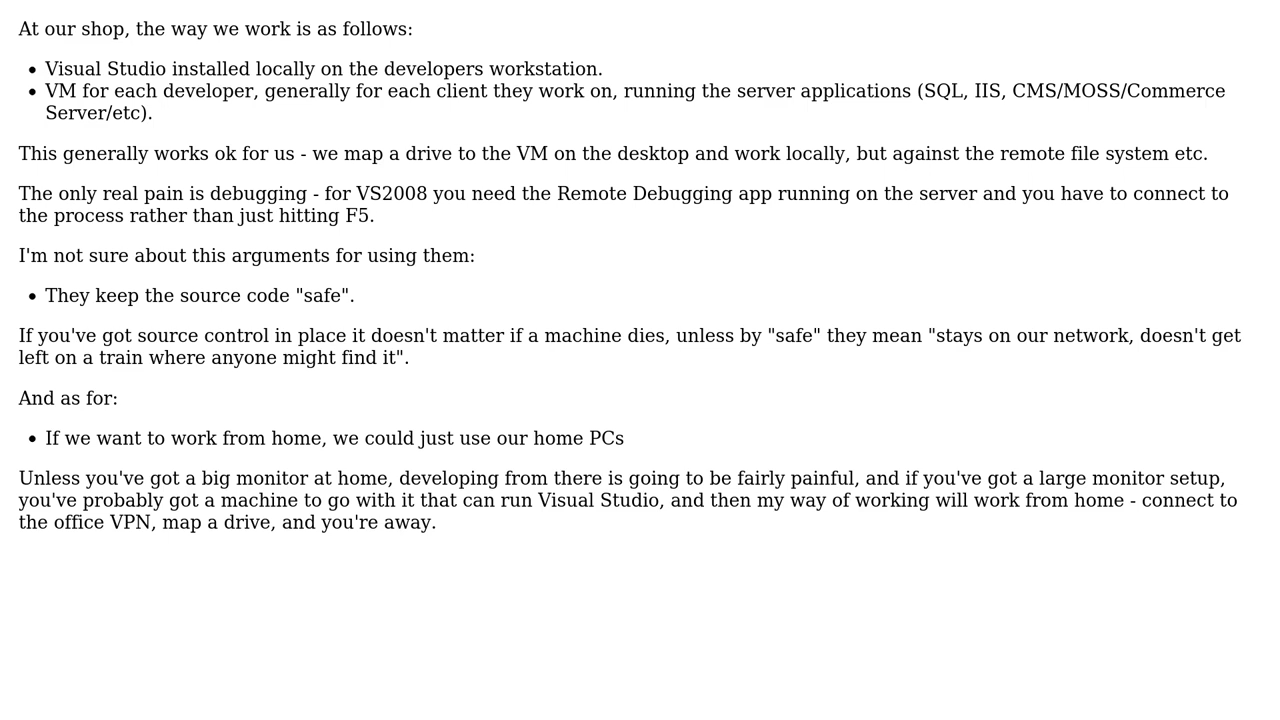 At our shop, the way we work is as follows:
• Visual Studio installed locally on the developers workstation.
• VM for each developer, generally for each client they work on, running the server applications (SQL, IIS, CMS/MOSS/Commerce
Server/etc).
This generally works ok for us - we map a drive to the VM on the desktop and work locally, but against the remote file system etc.
The only real pain is debugging - for VS2008 you need the Remote Debugging app running on the server and you have to connect to
the process rather than just hitting F5.
I'm not sure about this arguments for using them:
• They keep the source code "safe".
If you've got source control in place it doesn't matter if a machine dies, unless by "safe" they mean "stays on our network, doesn't get
left on a train where anyone might find it".
And as for:
• If we want to work from home, we could just use our home PCs
Unless you've got a big monitor at home, developing from there is going to be fairly painful, and if you've got a large monitor setup,
you've probably got a machine to go with it that can run Visual Studio, and then my way of working will work from home - connect to
the office VPN, map a drive, and you're away.